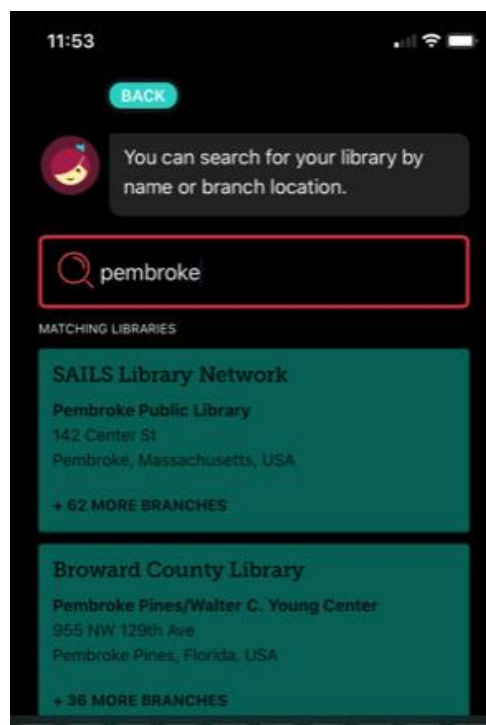 11:53
BACK
You can search for your library by
name or branch location.
pembroke
MATCHING LIBRARIES
SAILS Library Network
Pembroke Public Library
142 Center St
Pembroke, Massachusetts, USA
+ 62 MORE BRANCHES
Broward County Library
Pembroke Pines/Walter C. Young Center
955 NW 129th Ave
Pembroke Pines, Florida, USA
+ 36 MORE BRANCHES